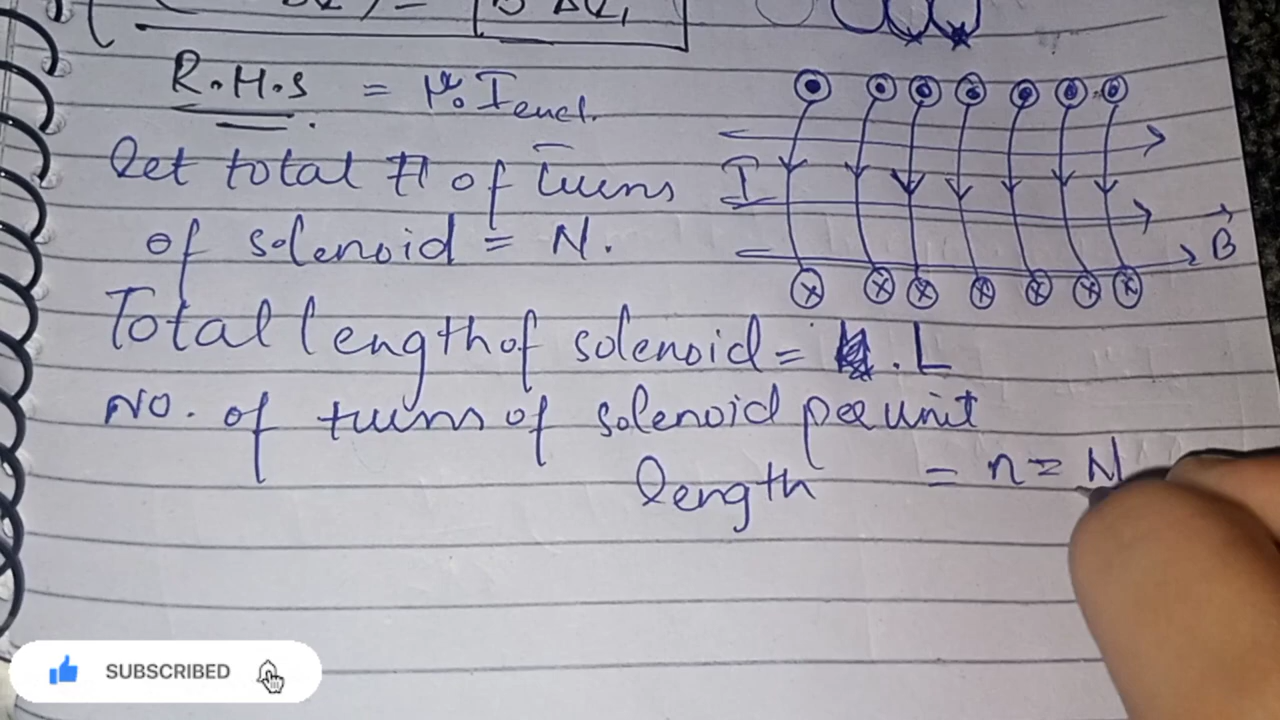 R.H.S = μ₀ I encl.
Let total # of turns
of solenoid = N.
I
B
Total length of solenoid = . L
No. of turns of solenoid per unit
length = n = N
SUBSCRIBED